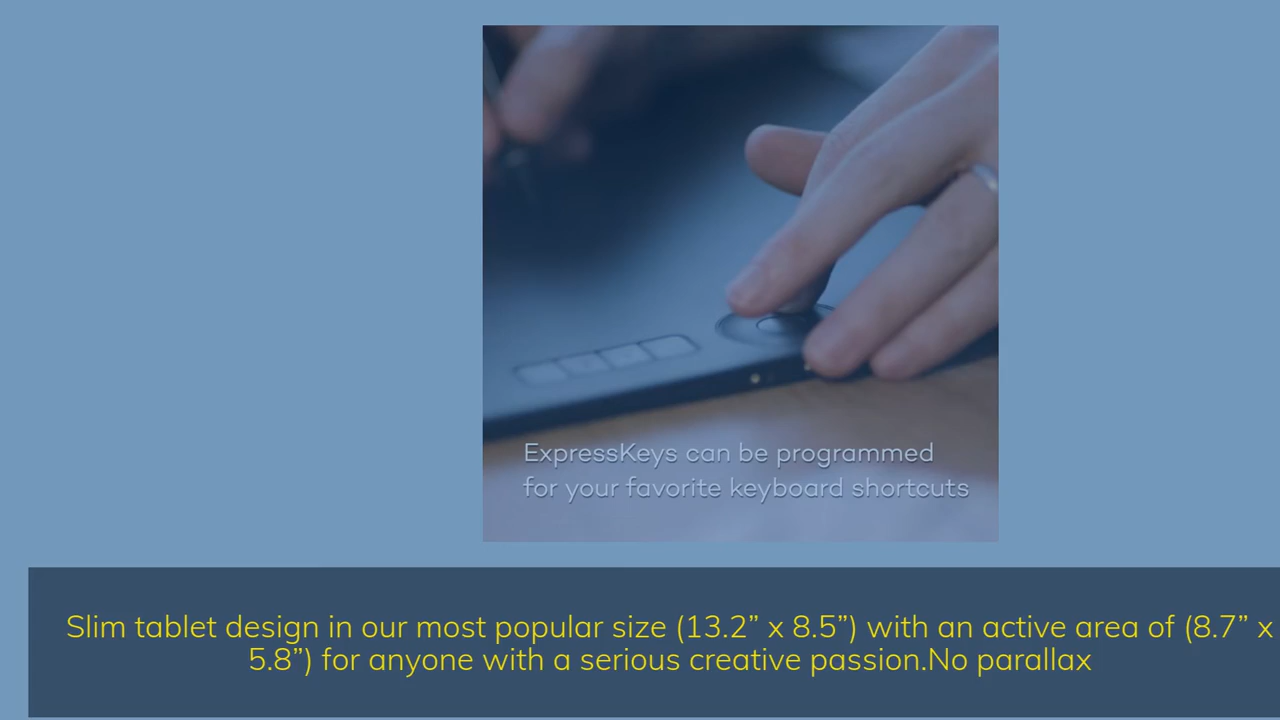 ExpressKeys can be programmed
for your favorite keyboard shortcuts
Slim tablet design in our most popular size (13.2” x 8.5”) with an active area of (8.7” x
5.8”) for anyone with a serious creative passion.No parallax